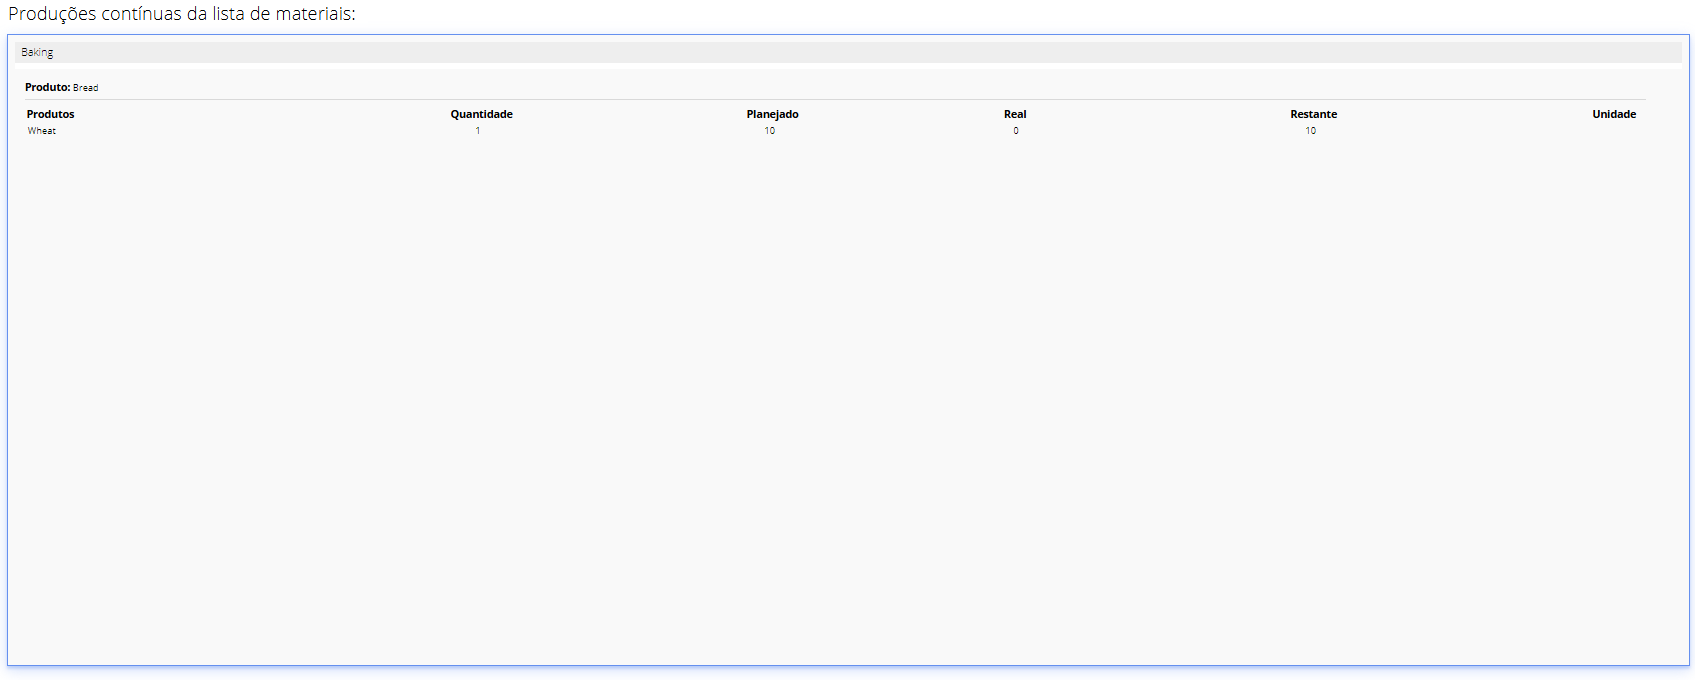 Produções contínuas da lista de materiais:
Baking
Produto: Bread
Produtos Quantidade Planejado Real Restante Unidade
Wheat 1 10 0 10